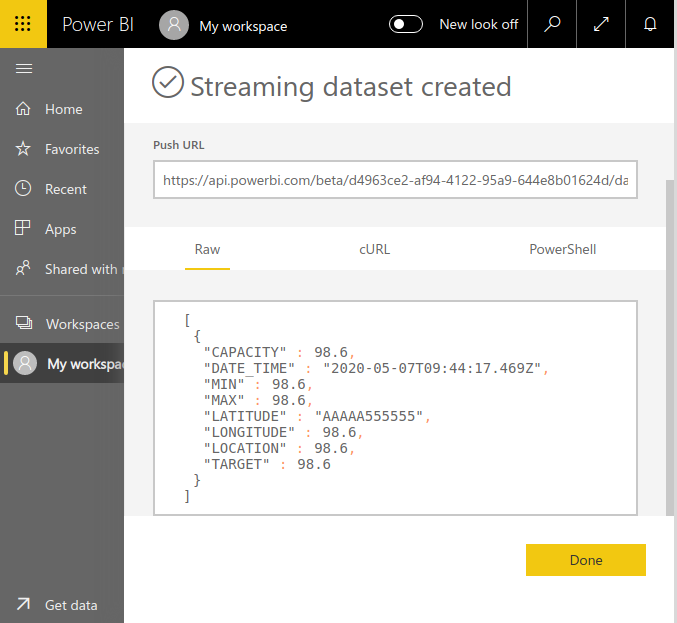 Power BI
My workspace
New look off
Home
Favorites
Recent
Apps
Shared with
Workspaces
My workspac
Get data
Streaming dataset created
Push URL
https://api.powerbi.com/beta/d4963ce2-af94-4122-95a9-644e8b01624d/da
Raw
cURL
PowerShell
[
{
"CAPACITY" : 98.6,
"DATE_TIME" : "2020-05-07T09:44:17.469Z",
"MIN" : 98.6,
"MAX" : 98.6,
"LATITUDE" : "AAAAA555555",
"LONGITUDE" : 98.6,
"LOCATION" : 98.6,
"TARGET" : 98.6
}
]
Done